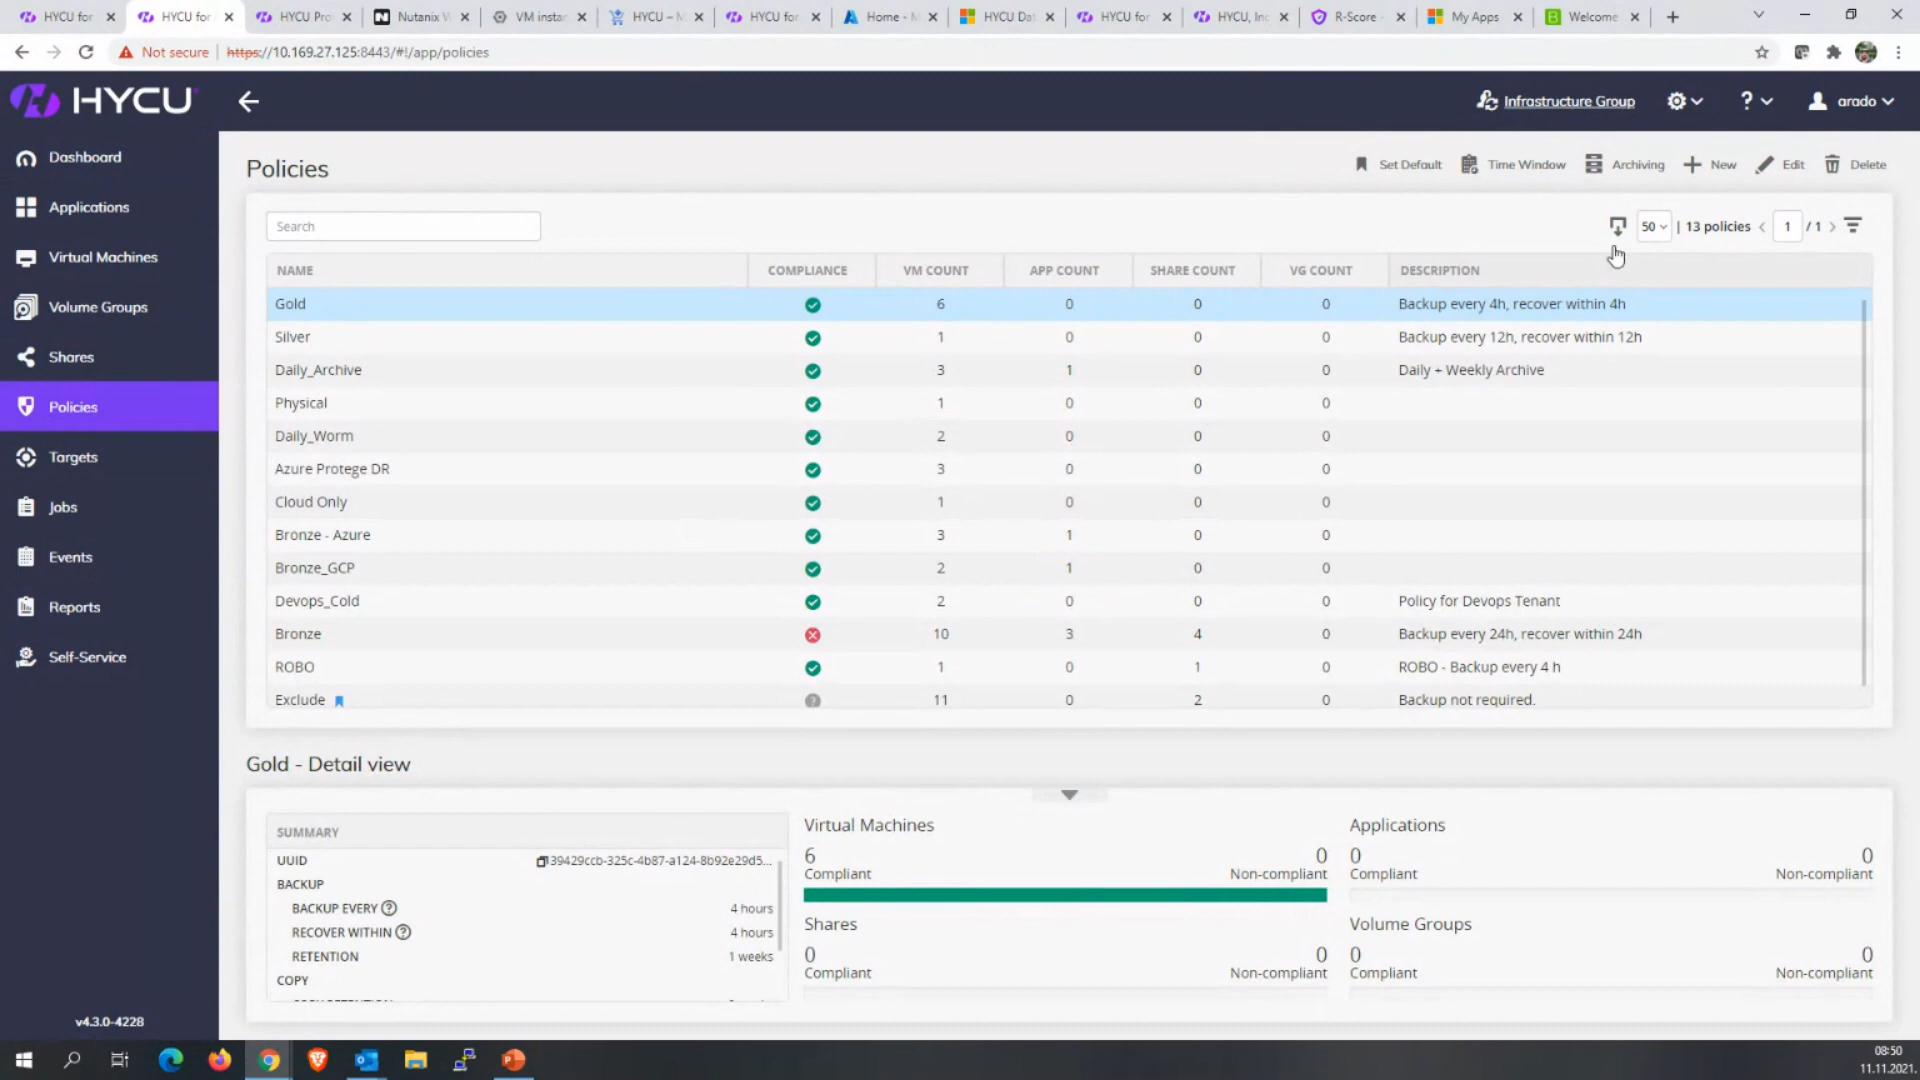 HYCU for
HYCU for
HYCU Pro
Nutanix W
VM instan
HYCU – M
HYCU for
Home - M
HYCU Dat
HYCU for
HYCU, Inc
R-Score -
My Apps
Welcome
Not secure | https://10.169.27.125:8443/#!/app/policies
HYCU
Infrastructure Group
?
arado
Dashboard
Applications
Virtual Machines
Volume Groups
Shares
Policies
Targets
Jobs
Events
Reports
Self-Service
v4.3.0-4228
Policies
Set Default
Time Window
Archiving
New
Edit
Delete
Search
50 | 13 policies < 1 / 1 >
NAME COMPLIANCE VM COUNT APP COUNT SHARE COUNT VG COUNT DESCRIPTION
Gold 6 0 0 0 Backup every 4h, recover within 4h
Silver 1 0 0 0 Backup every 12h, recover within 12h
Daily_Archive 3 1 0 0 Daily + Weekly Archive
Physical 1 0 0 0
Daily_Worm 2 0 0 0
Azure Protege DR 3 0 0 0
Cloud Only 1 0 0 0
Bronze - Azure 3 1 0 0
Bronze_GCP 2 1 0 0
Devops_Cold 2 0 0 0 Policy for Devops Tenant
Bronze 10 3 4 0 Backup every 24h, recover within 24h
ROBO 1 0 1 0 ROBO - Backup every 4 h
Exclude ? 11 0 2 0 Backup not required.
Gold - Detail view
SUMMARY
UUID 39429ccb-325c-4b87-a124-8b92e29d5...
BACKUP
BACKUP EVERY ? 4 hours
RECOVER WITHIN ? 4 hours
RETENTION 1 weeks
COPY
Virtual Machines
6 0
Compliant Non-compliant
Applications
0 0
Compliant Non-compliant
Shares
0 0
Compliant Non-compliant
Volume Groups
0 0
Compliant Non-compliant
08:50
11.11.2021.